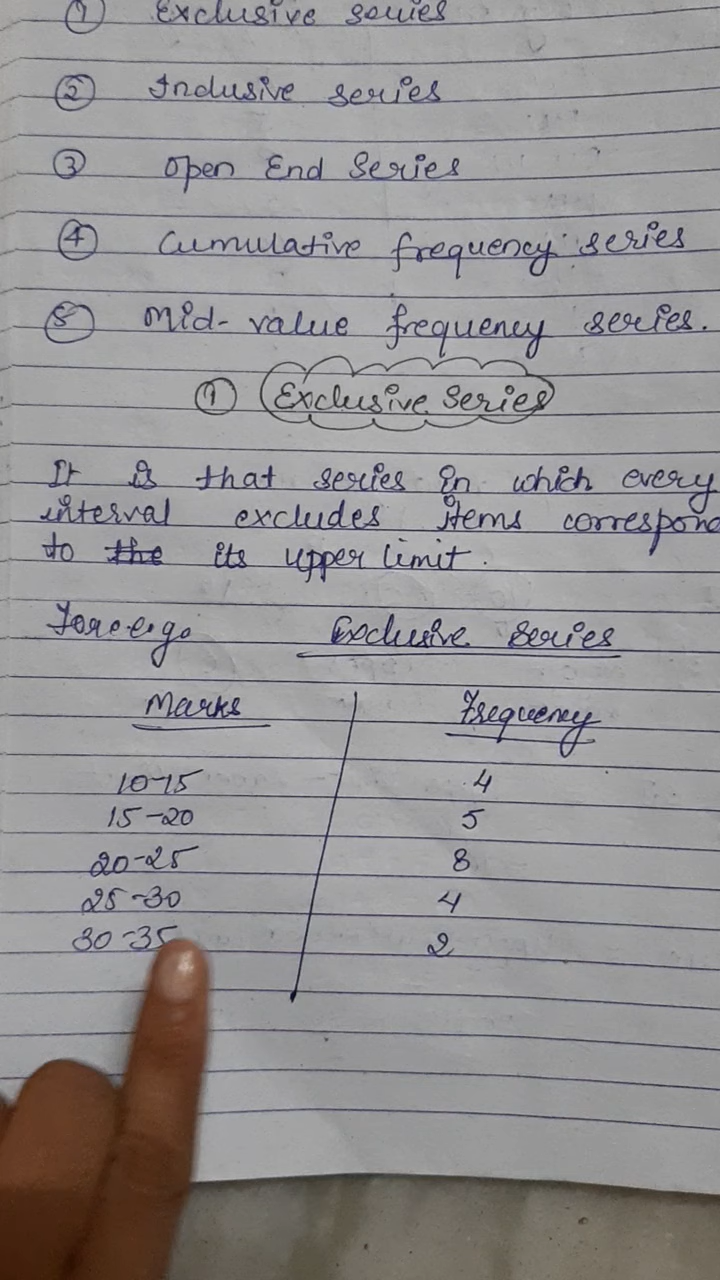 ① Exclusive series
② Inclusive series
③ Open End Series
④ Cumulative frequency series
⑤ Mid-value frequency series.
① Exclusive Series
It is that series in which every
interval excludes items correspond
to the its upper limit.
Exclusive series
Marks Frequency
10-15 4
15-20 5
20-25 8
25-30 4
30-35 2